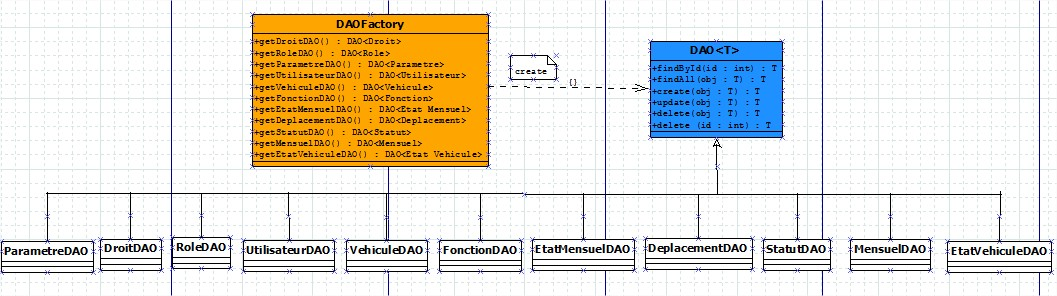 DAOFactory
+getDroitDAO() : DAO<Droit>
+getRoleDAO() : DAO<Role>
+getParametreDAO() : DAO<Parametre>
+getUtilisateurDAO() : DAO<Utilisateur>
+getVehiculeDAO() : DAO<Vehicule>
+getFonctionDAO() : DAO<Fonction>
+getEtatMensuelDAO() : DAO<Etat Mensuel>
+getDeplacementDAO() : DAO<Deplacement>
+getStatutDAO() : DAO<Statut>
+getMensuelDAO() : DAO<Mensuel>
+getEtatVehiculeDAO() : DAO<Etat Vehicule>
create
{}
DAO<T>
+findById(id : int) : T
+findAll(obj : T) : T
+create(obj : T) : T
+update(obj : T) : T
+delete(obj : T) : T
+delete (id : int) : T
ParametreDAO
DroitDAO
RoleDAO
UtilisateurDAO
VehiculeDAO
FonctionDAO
EtatMensuelDAO
DeplacementDAO
StatutDAO
MensuelDAO
EtatVehiculeDAO